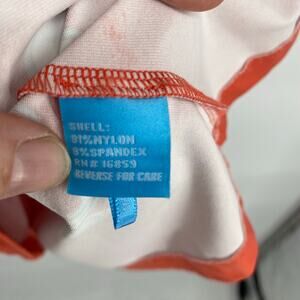 SHELL:
91%NYLON
9%SPANDEX
RN# 16859
REVERSE FOR CARE